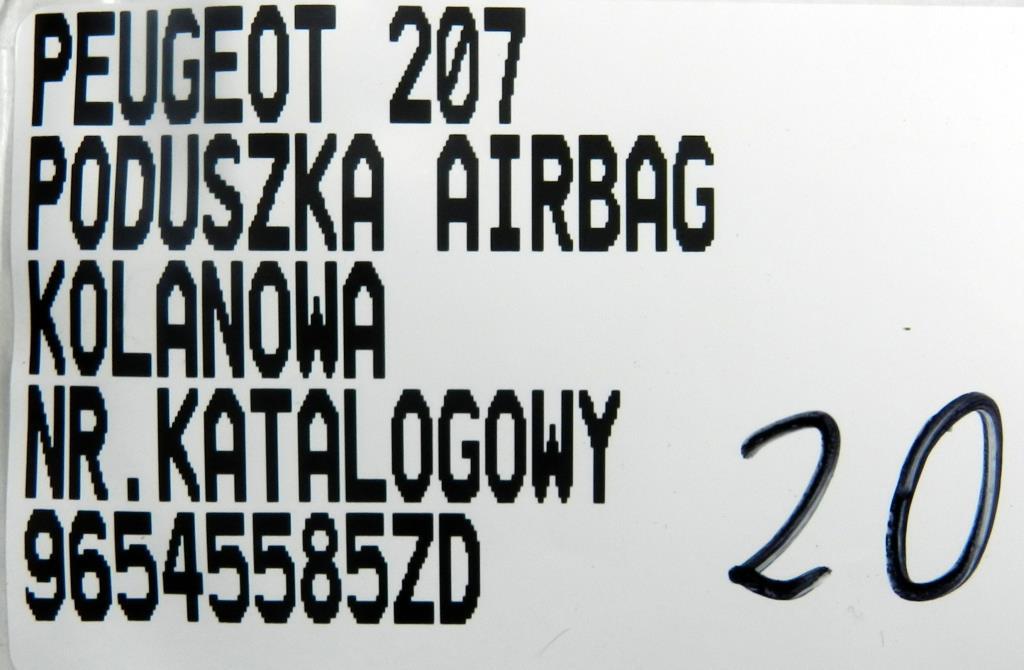 PEUGEOT 207
PODUSZKA AIRBAG
KOLANOWA
NR.KATALOGOWY
96545585ZD
20